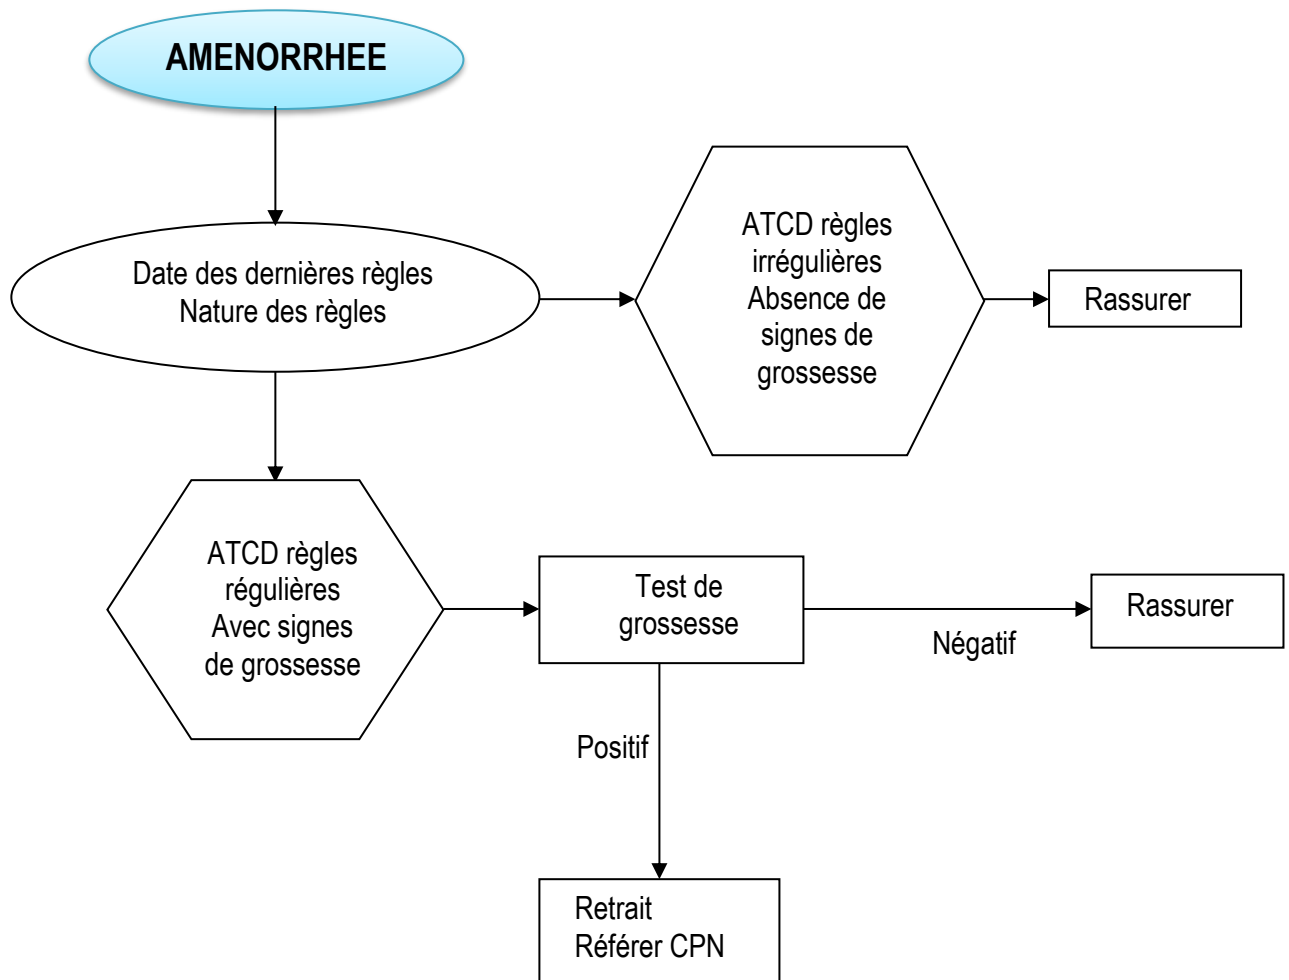 AMENORRHEE
Date des dernières règles
Nature des règles
ATCD règles
irrégulières
Absence de
signes de
grossesse
Rassurer
ATCD règles
régulières
Avec signes
de grossesse
Test de
grossesse
Négatif
Rassurer
Positif
Retrait
Référer CPN